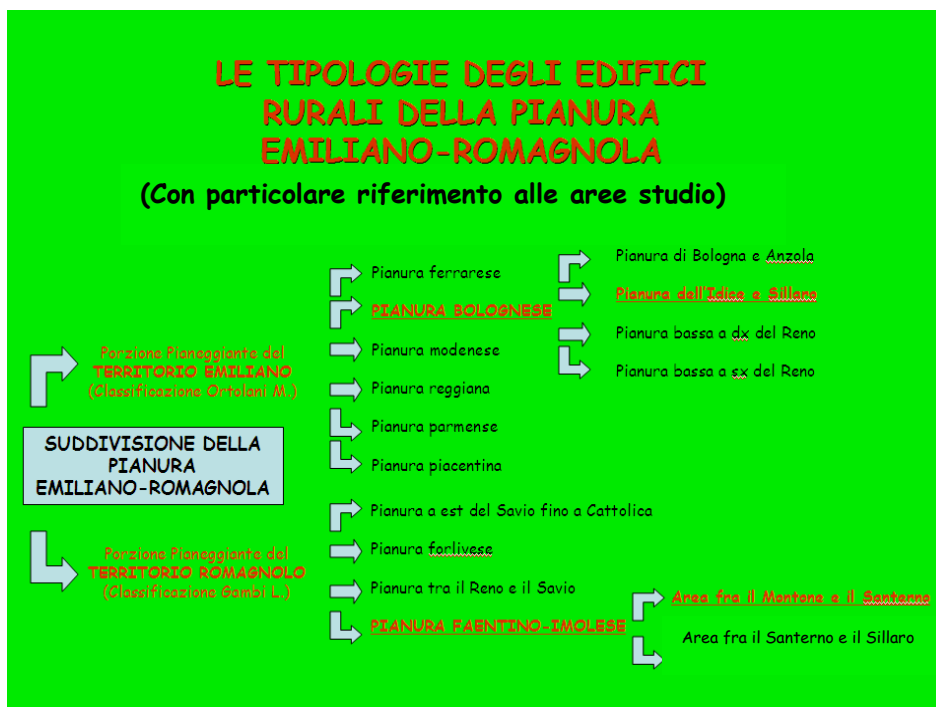 LE TIPOLOGIE DEGLI EDIFICI
RURALI DELLA PIANURA
EMILIANO-ROMAGNOLA
(Con particolare riferimento alle aree studio)
SUDDIVISIONE DELLA
PIANURA
EMILIANO-ROMAGNOLA
Porzione Pianeggiante del
TERRITORIO EMILIANO
(Classificazione Ortolani M.)
Pianura ferrarese
PIANURA BOLOGNESE
Pianura modenese
Pianura reggiana
Pianura parmense
Pianura piacentina
Pianura di Bologna e Anzola
Pianura dell'Idice e Sillaro
Pianura bassa a dx del Reno
Pianura bassa a sx del Reno
Porzione Pianeggiante del
TERRITORIO ROMAGNOLO
(Classificazione Gambi L.)
Pianura a est del Savio fino a Cattolica
Pianura forlivese
Pianura tra il Reno e il Savio
PIANURA FAENTINO-IMOLESE
Area fra il Montone e il Santerno
Area fra il Santerno e il Sillaro